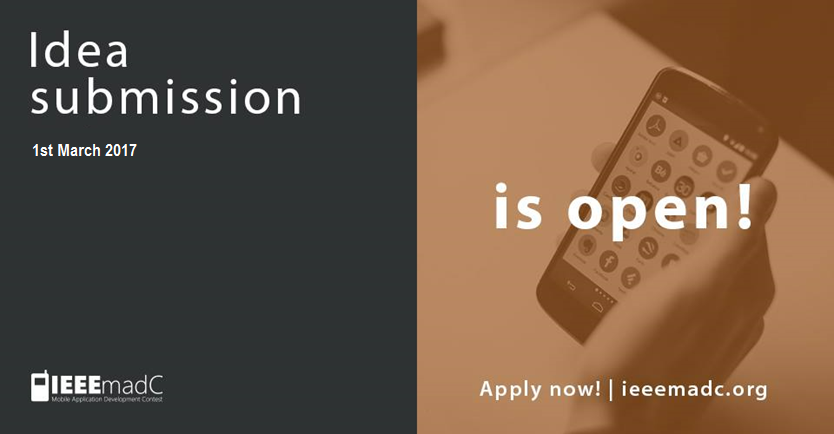 Idea
submission
1st March 2017
is open!
IEEEmadC
Mobile Application Development Contest
Apply now! | ieeemadc.org